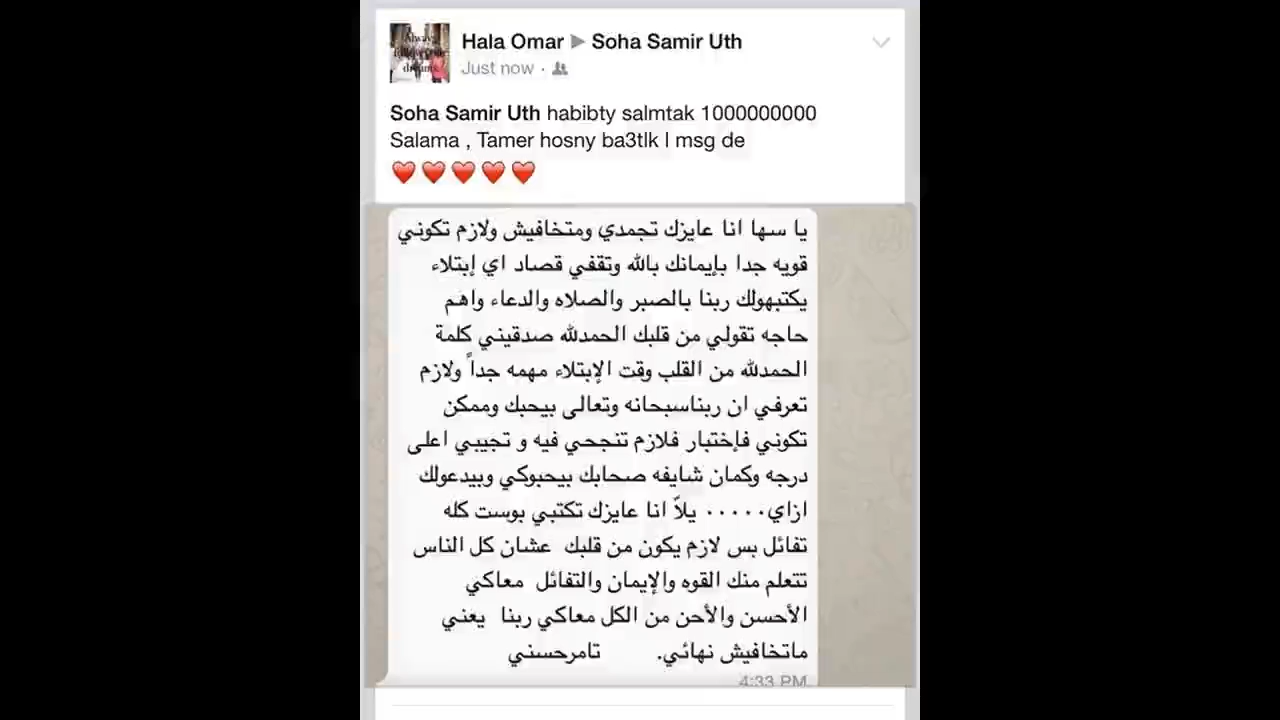 Hala Omar ▶ Soha Samir Uth
Just now ·
Soha Samir Uth habibty salmtak 1000000000
Salama , Tamer hosny ba3tlk l msg de
❤️❤️❤️❤️❤️
يا سها انا عايزك تجمدي ومتخافيش ولازم تكوني
قويه جدا بإيمانك بالله وتقفي قصاد اي إبتلاء
يكتبهولك ربنا بالصبر والصلاه والدعاء واهم
حاجه تقولي من قلبك الحمدلله صدقيني كلمة
الحمدلله من القلب وقت الإبتلاء مهمه جداً ولازم
تعرفي ان ربناسبحانه وتعالى بيحبك وممكن
تكوني فإختبار فلازم تنجحي فيه و تجيبي اعلى
درجه وكمان شايفه صحابك بيحبوكي وبيدعولك
ازاي٠٠٠٠٠ يلاّ انا عايزك تكتبي بوست كله
تفائل بس لازم يكون من قلبك عشان كل الناس
تتعلم منك القوه والإيمان والتفائل معاكي
الأحسن والأحن من الكل معاكي ربنا يعني
ماتخافيش نهائي. تامرحسني
4:33 PM